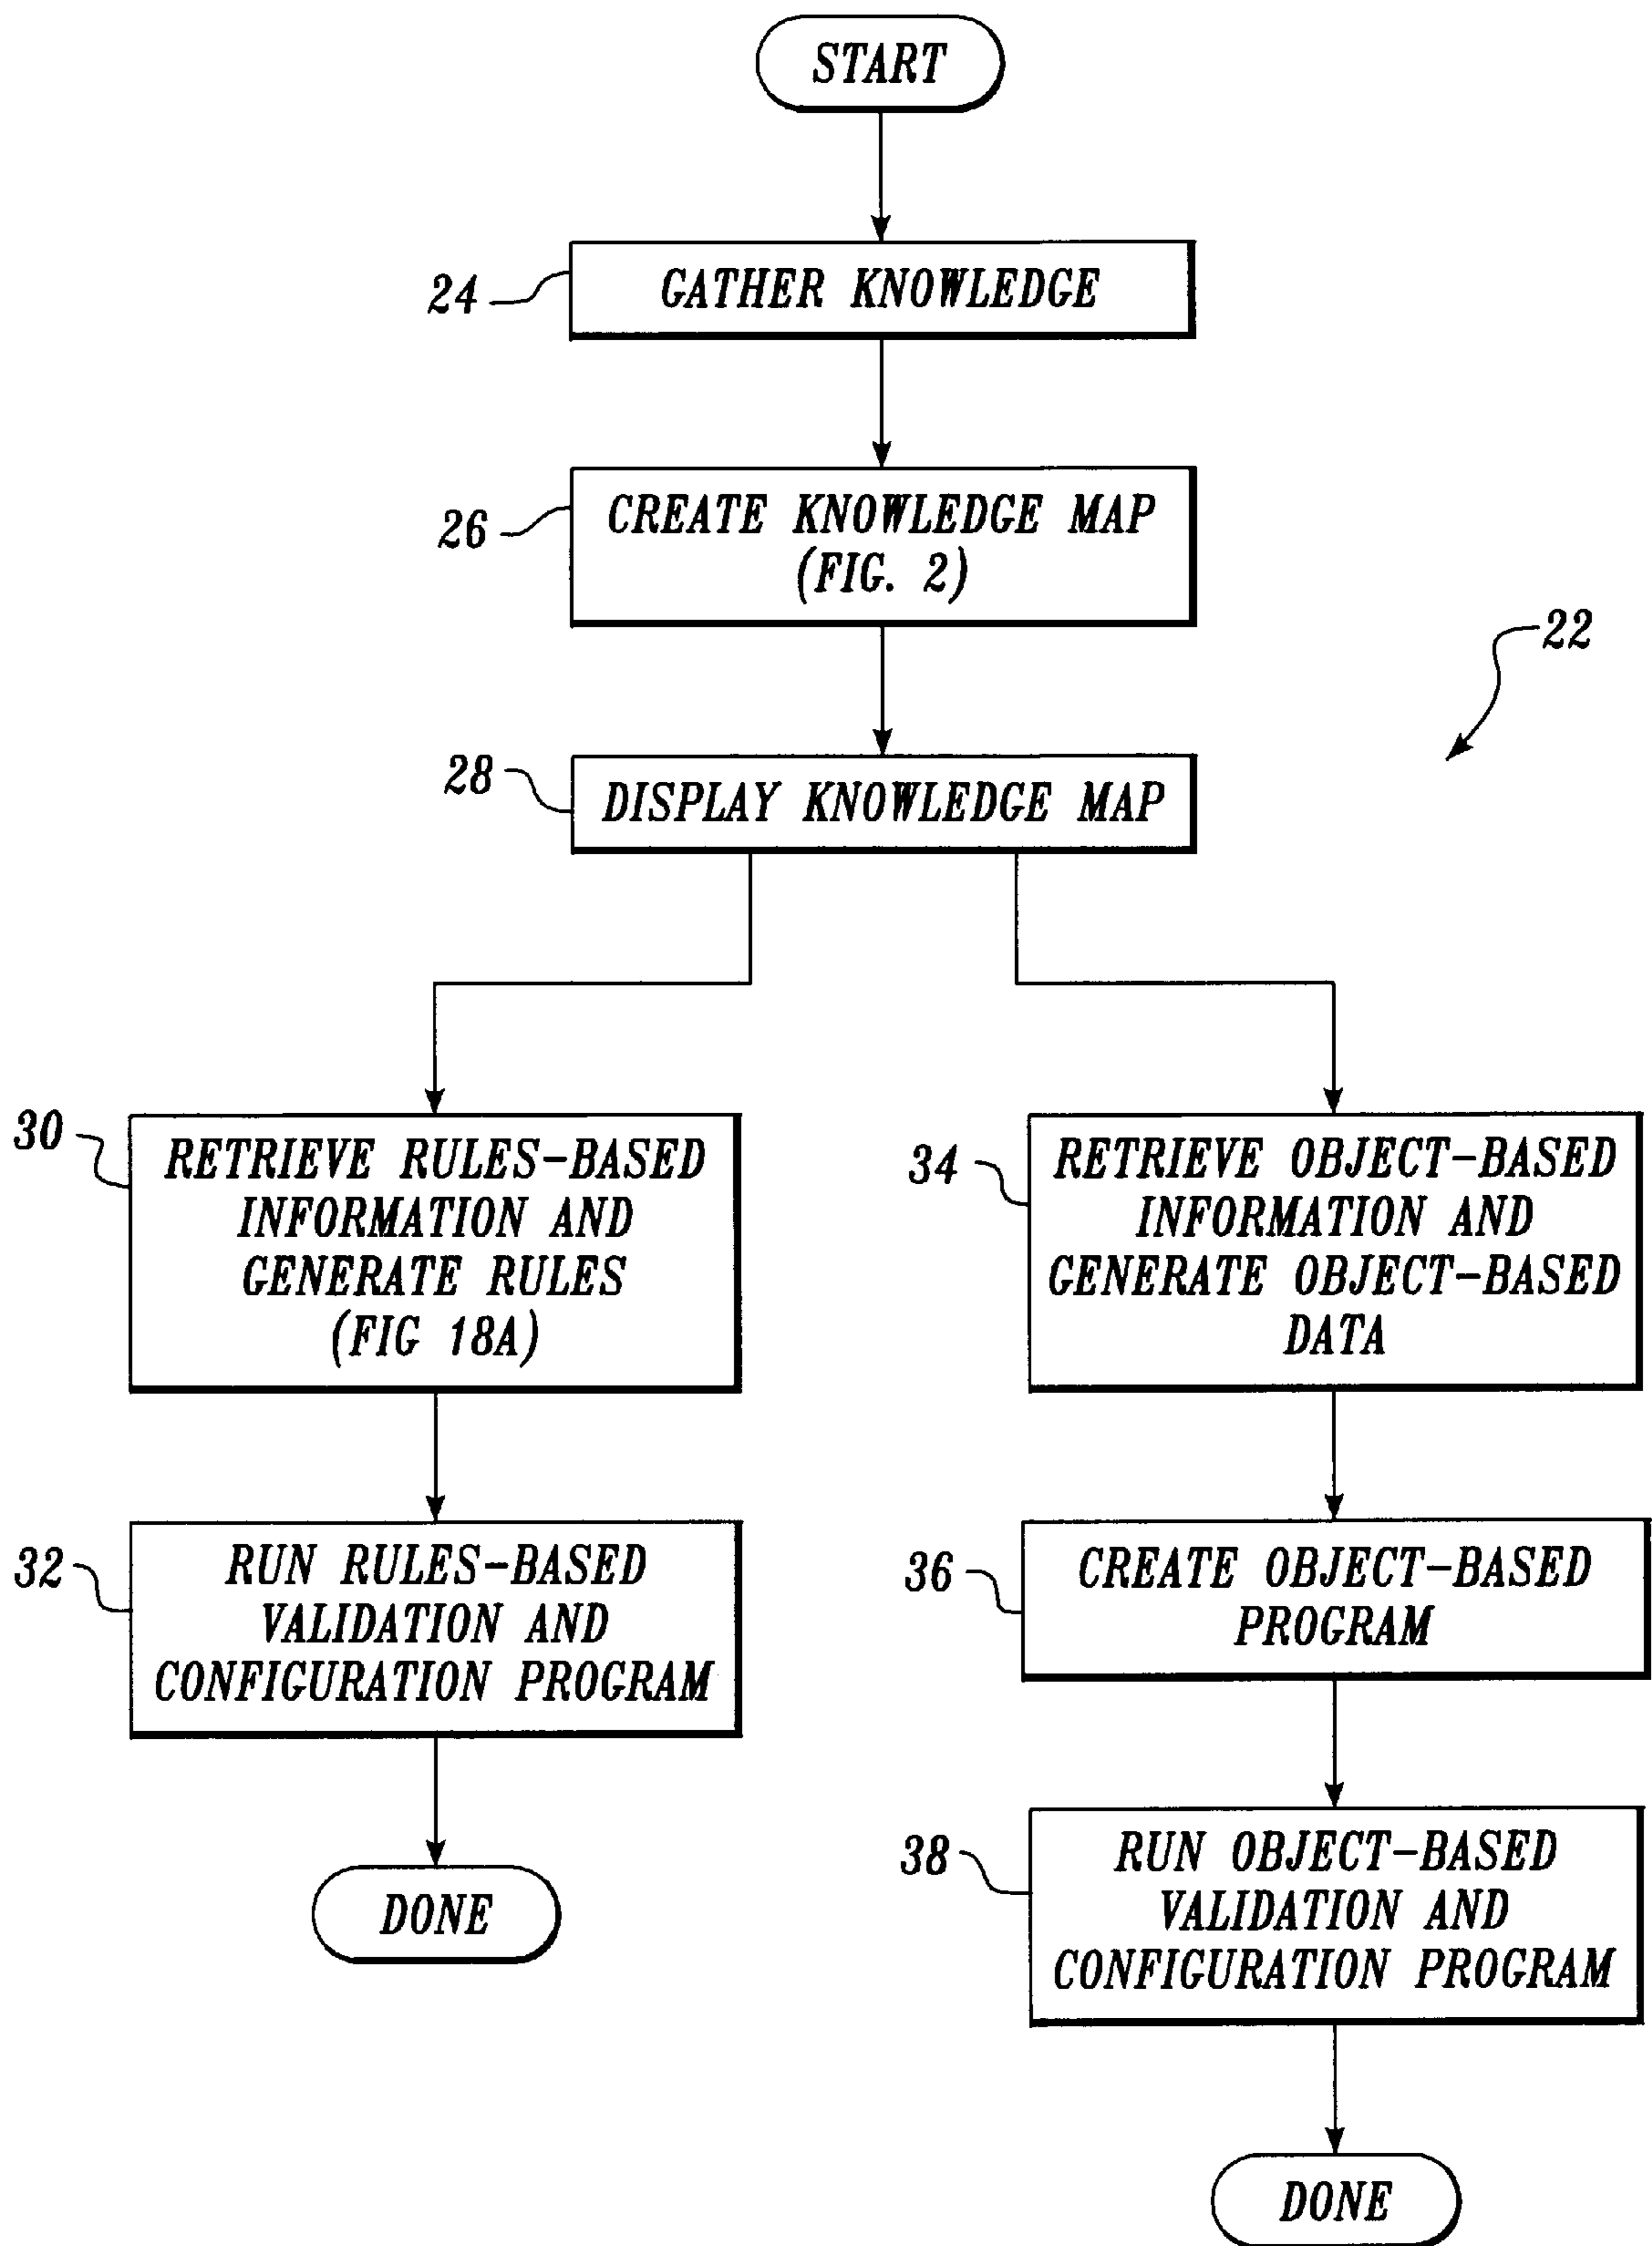 START
24
GATHER KNOWLEDGE
26
CREATE KNOWLEDGE MAP
(FIG. 2)
22
28
DISPLAY KNOWLEDGE MAP
30
RETRIEVE RULES-BASED
INFORMATION AND
GENERATE RULES
(FIG 18A)
34
RETRIEVE OBJECT-BASED
INFORMATION AND
GENERATE OBJECT-BASED
DATA
32
RUN RULES-BASED
VALIDATION AND
CONFIGURATION PROGRAM
36
CREATE OBJECT-BASED
PROGRAM
DONE
38
RUN OBJECT-BASED
VALIDATION AND
CONFIGURATION PROGRAM
DONE